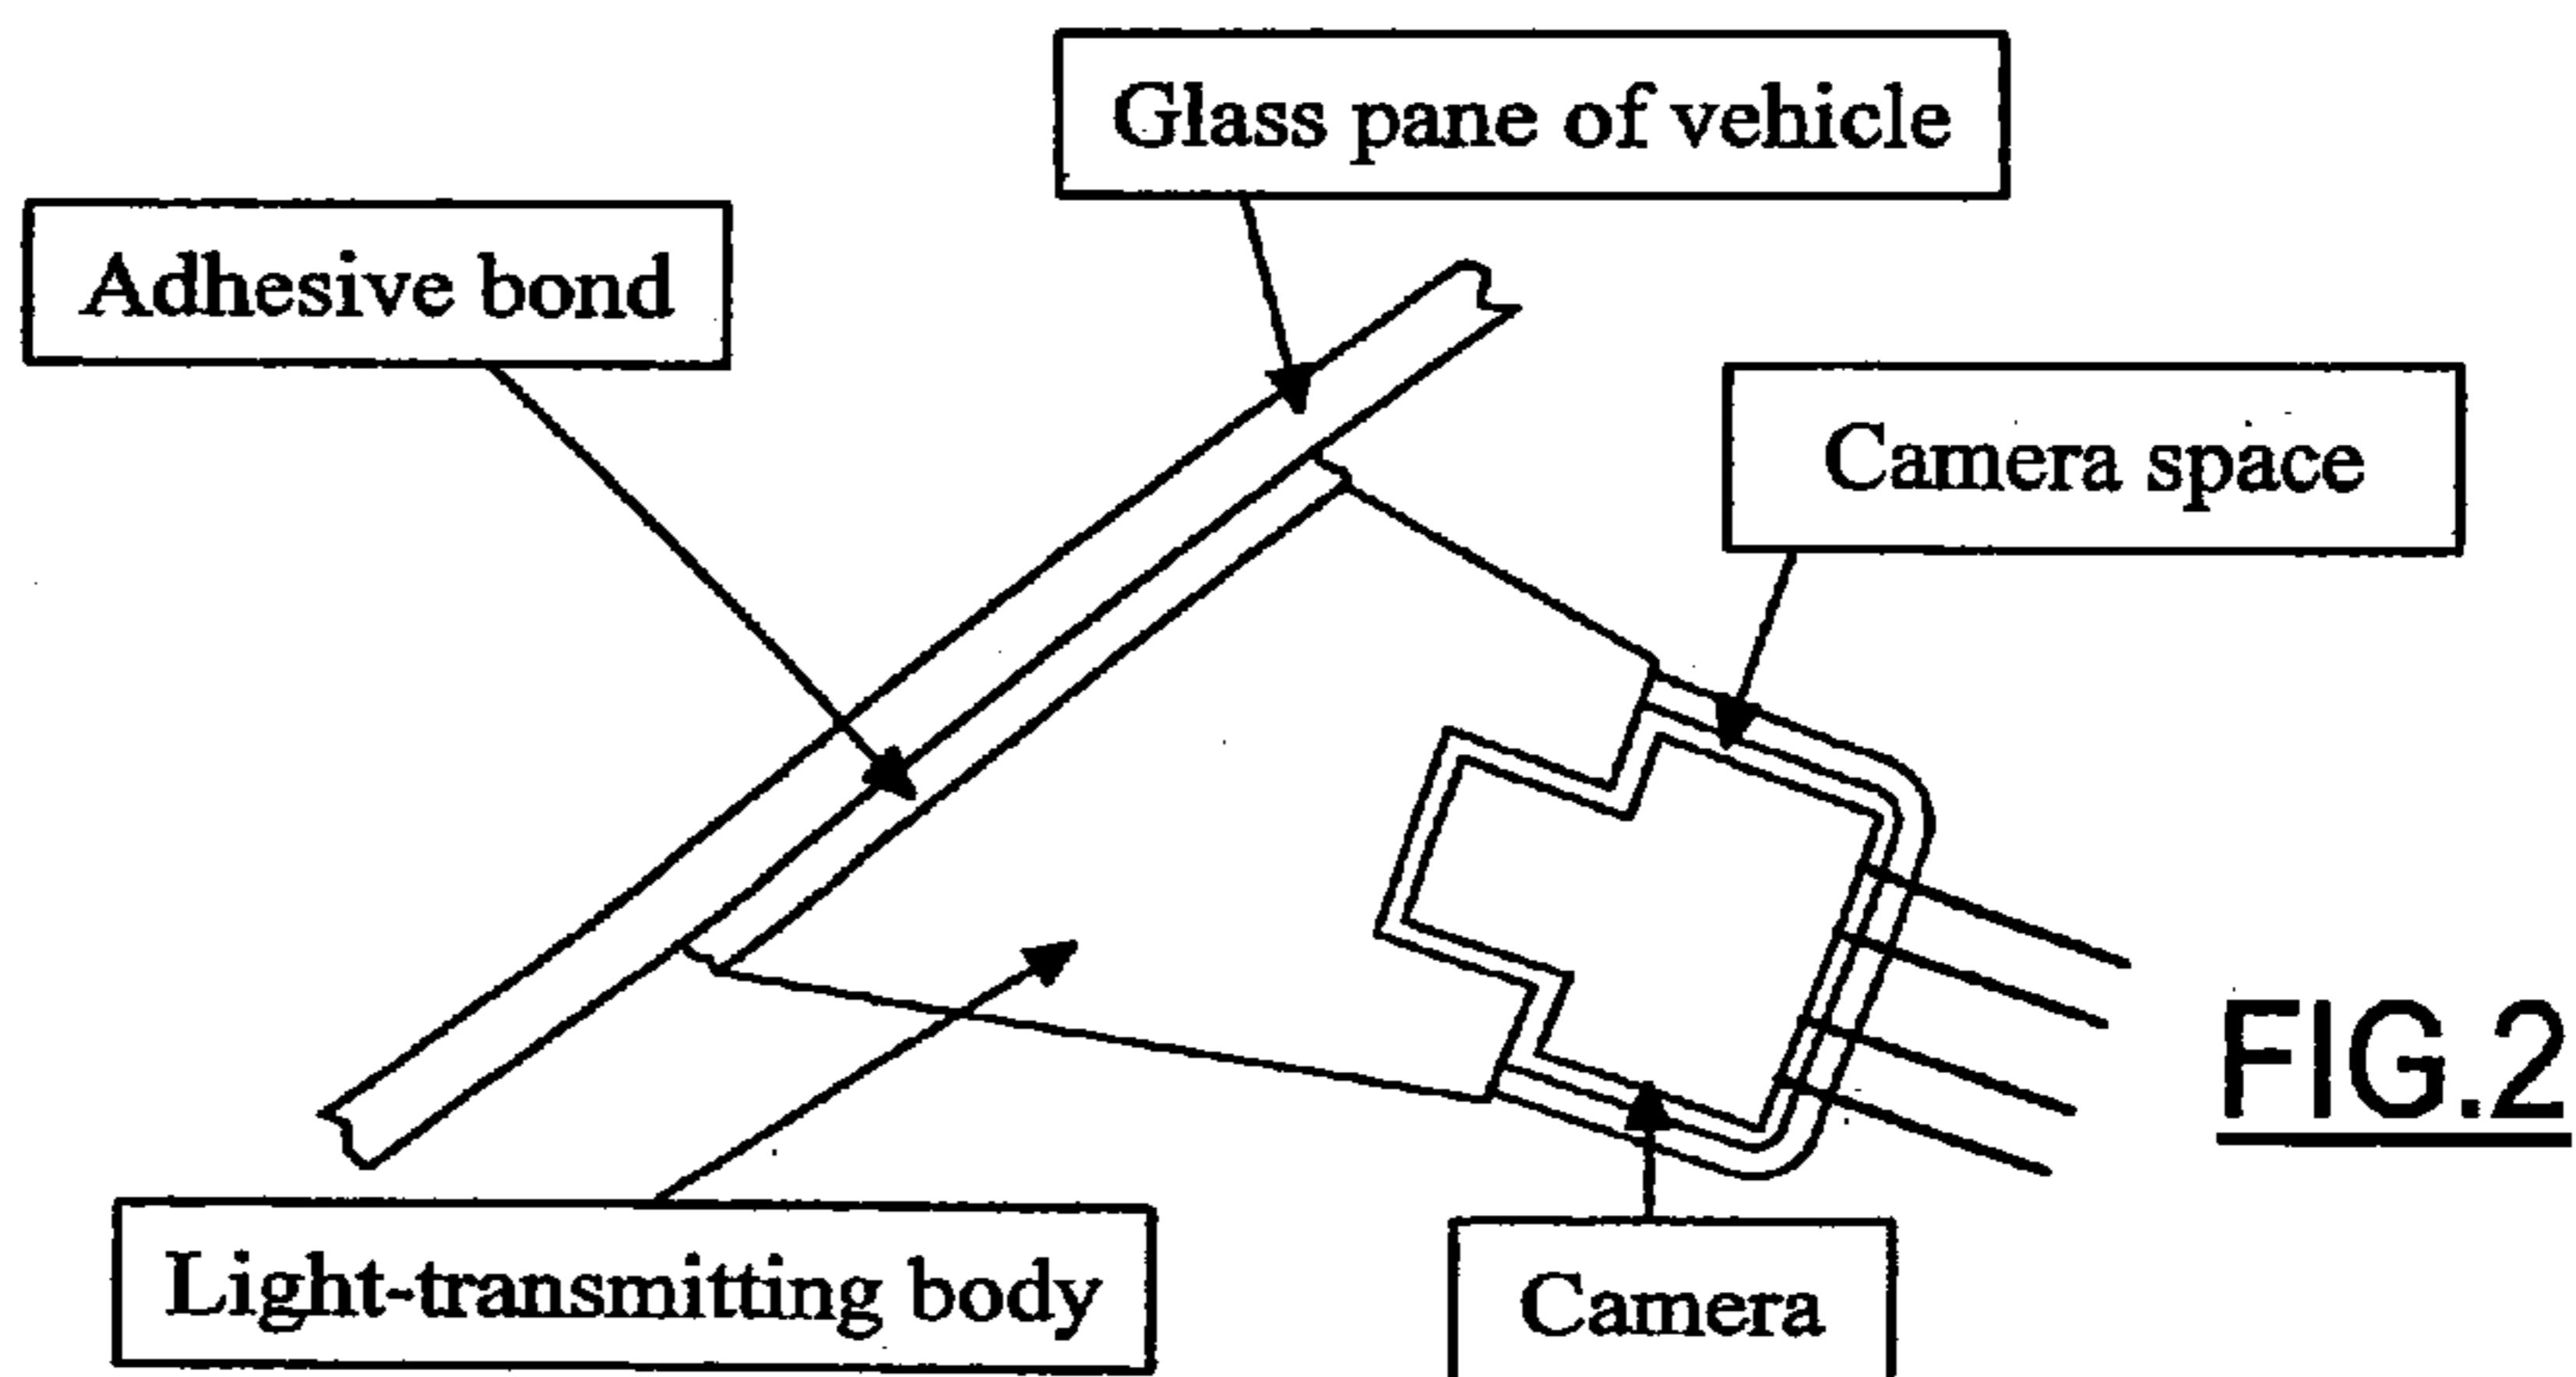 Glass pane of vehicle
Adhesive bond
Camera space
FIG.2
Light-transmitting body
Camera